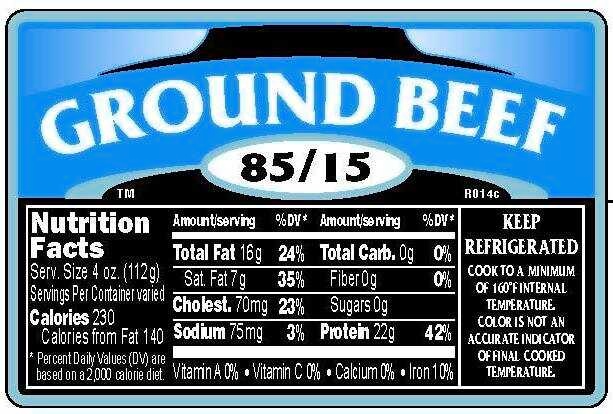 GROUND BEEF
85/15
TM
R014c
Nutrition
Facts
Serv. Size 4 oz. (112g)
Servings Per Container varied
Calories 230
Calories from Fat 140
* Percent Daily Values (DV) are
based on a 2,000 calorie diet.
Amount/serving %DV* Amount/serving %DV*
Total Fat 16g 24% Total Carb. 0g 0%
Sat. Fat 7g 35% Fiber 0g 0%
Cholest. 70mg 23% Sugars 0g
Sodium 75mg 3% Protein 22g 42%
Vitamin A 0% • Vitamin C 0% • Calcium 0% • Iron 10%
KEEP
REFRIGERATED
COOK TO A MINIMUM
OF 160°F INTERNAL
TEMPERATURE.
COLOR IS NOT AN
ACCURATE INDICATOR
OF FINAL COOKED
TEMPERATURE.